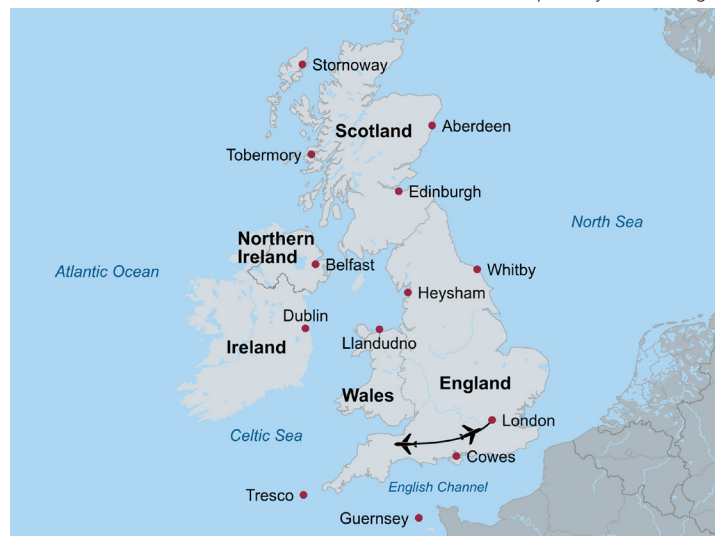 Stornoway
Scotland
Aberdeen
Tobermory
Edinburgh
North Sea
Northern
Ireland
Belfast
Atlantic Ocean
Whitby
Heysham
Dublin
Llandudno
Ireland
England
Wales
London
Celtic Sea
Cowes
English Channel
Tresco
Guernsey